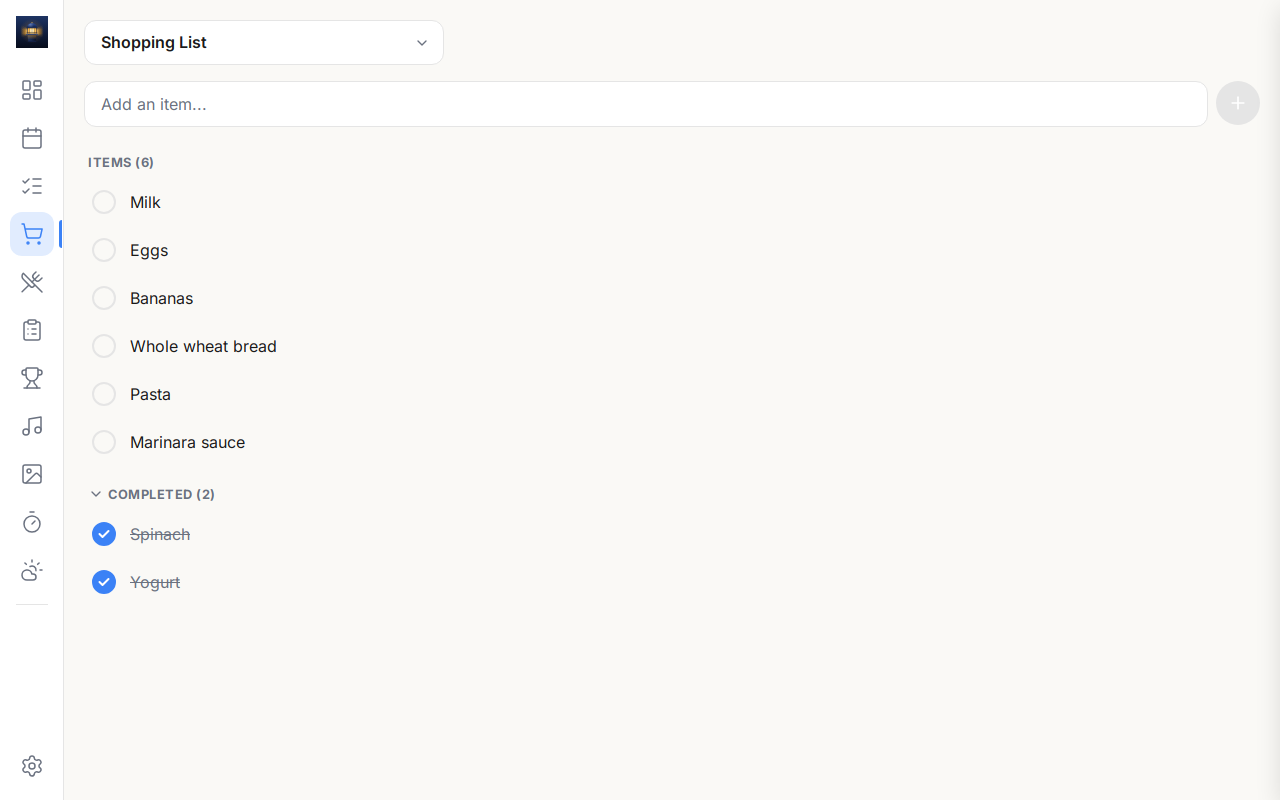 Shopping List
Add an item...
ITEMS (6)
Milk
Eggs
Bananas
Whole wheat bread
Pasta
Marinara sauce
COMPLETED (2)
Spinach
Yogurt